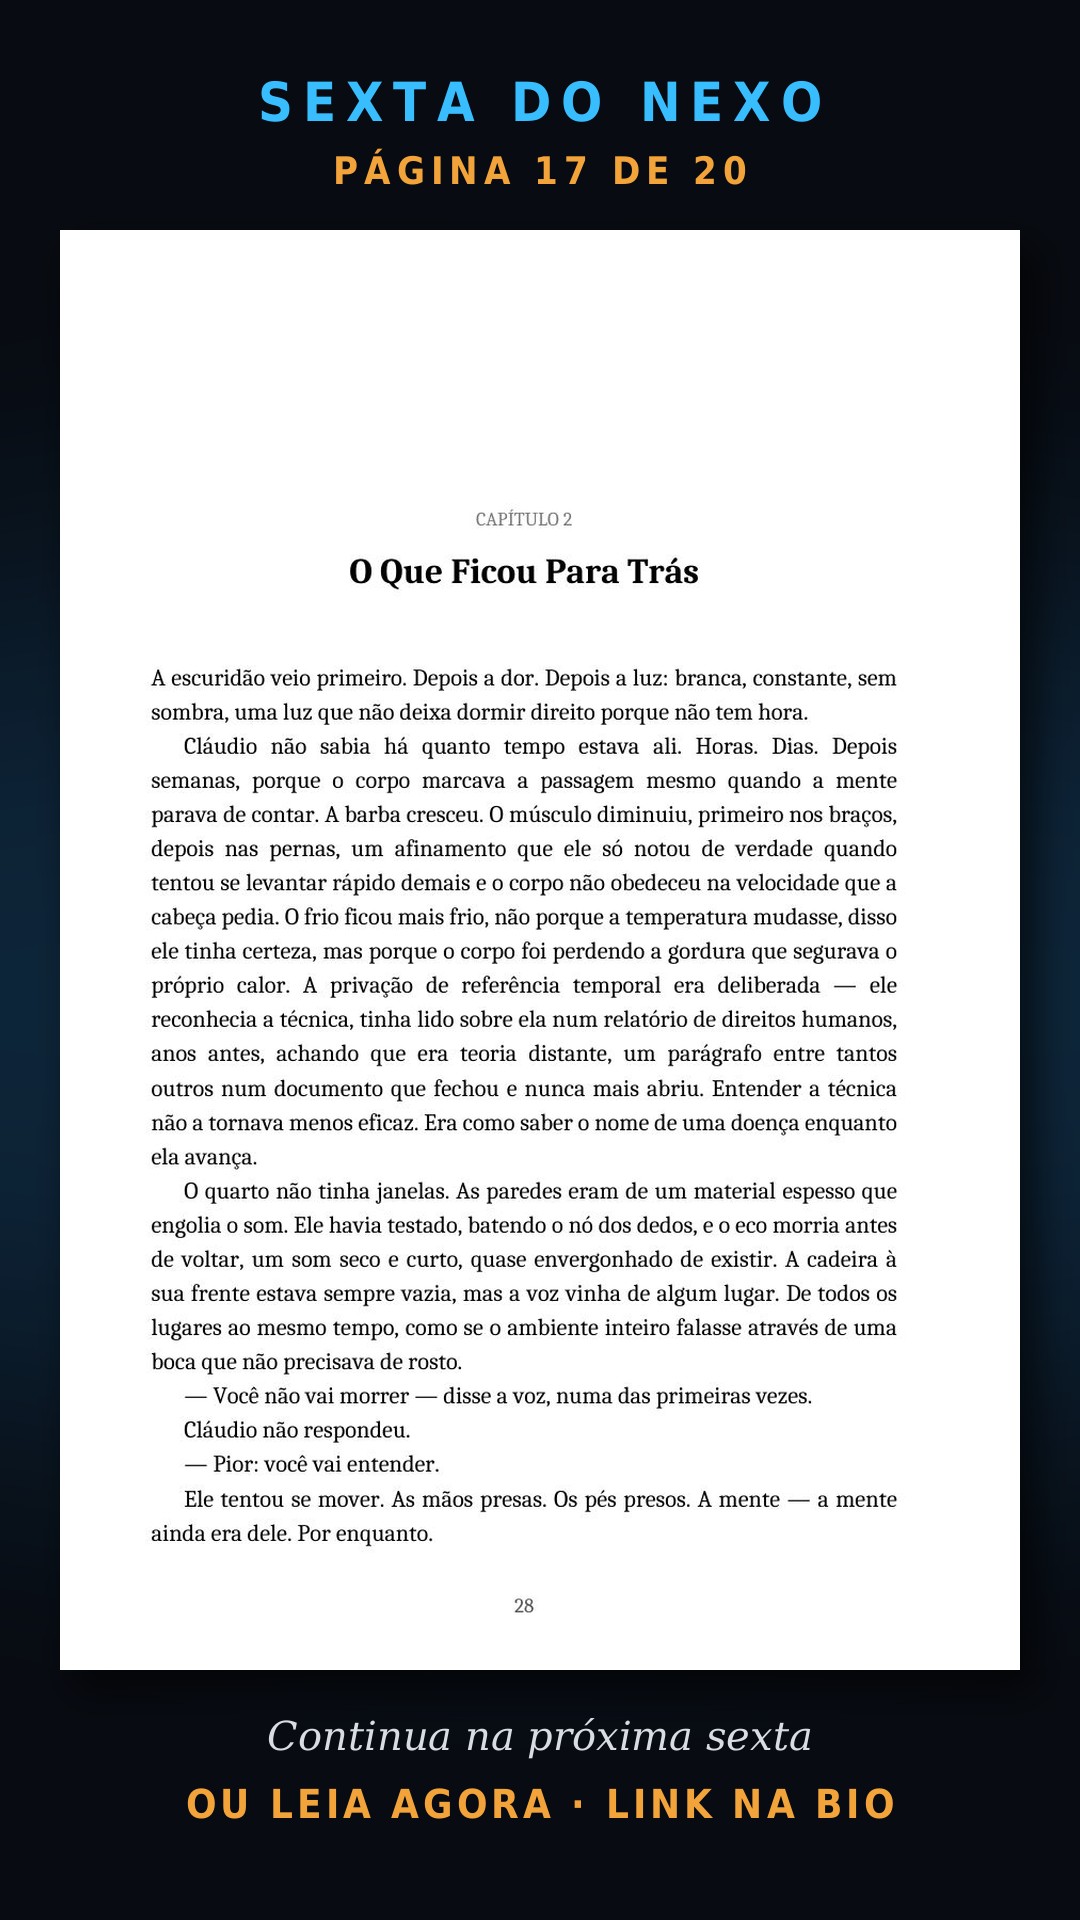 SEXTA DO NEXO
PÁGINA 17 DE 20
CAPÍTULO 2
O Que Ficou Para Trás
A escuridão veio primeiro. Depois a dor. Depois a luz: branca, constante, sem
sombra, uma luz que não deixa dormir direito porque não tem hora.
Cláudio não sabia há quanto tempo estava ali. Horas. Dias. Depois
semanas, porque o corpo marcava a passagem mesmo quando a mente
parava de contar. A barba cresceu. O músculo diminuiu, primeiro nos braços,
depois nas pernas, um afinamento que ele só notou de verdade quando
tentou se levantar rápido demais e o corpo não obedeceu na velocidade que a
cabeça pedia. O frio ficou mais frio, não porque a temperatura mudasse, disso
ele tinha certeza, mas porque o corpo foi perdendo a gordura que segurava o
próprio calor. A privação de referência temporal era deliberada — ele
reconhecia a técnica, tinha lido sobre ela num relatório de direitos humanos,
anos antes, achando que era teoria distante, um parágrafo entre tantos
outros num documento que fechou e nunca mais abriu. Entender a técnica
não a tornava menos eficaz. Era como saber o nome de uma doença enquanto
ela avança.
O quarto não tinha janelas. As paredes eram de um material espesso que
engolia o som. Ele havia testado, batendo o nó dos dedos, e o eco morria antes
de voltar, um som seco e curto, quase envergonhado de existir. A cadeira à
sua frente estava sempre vazia, mas a voz vinha de algum lugar. De todos os
lugares ao mesmo tempo, como se o ambiente inteiro falasse através de uma
boca que não precisava de rosto.
— Você não vai morrer — disse a voz, numa das primeiras vezes.
Cláudio não respondeu.
— Pior: você vai entender.
Ele tentou se mover. As mãos presas. Os pés presos. A mente — a mente
ainda era dele. Por enquanto.
28
Continua na próxima sexta
OU LEIA AGORA · LINK NA BIO